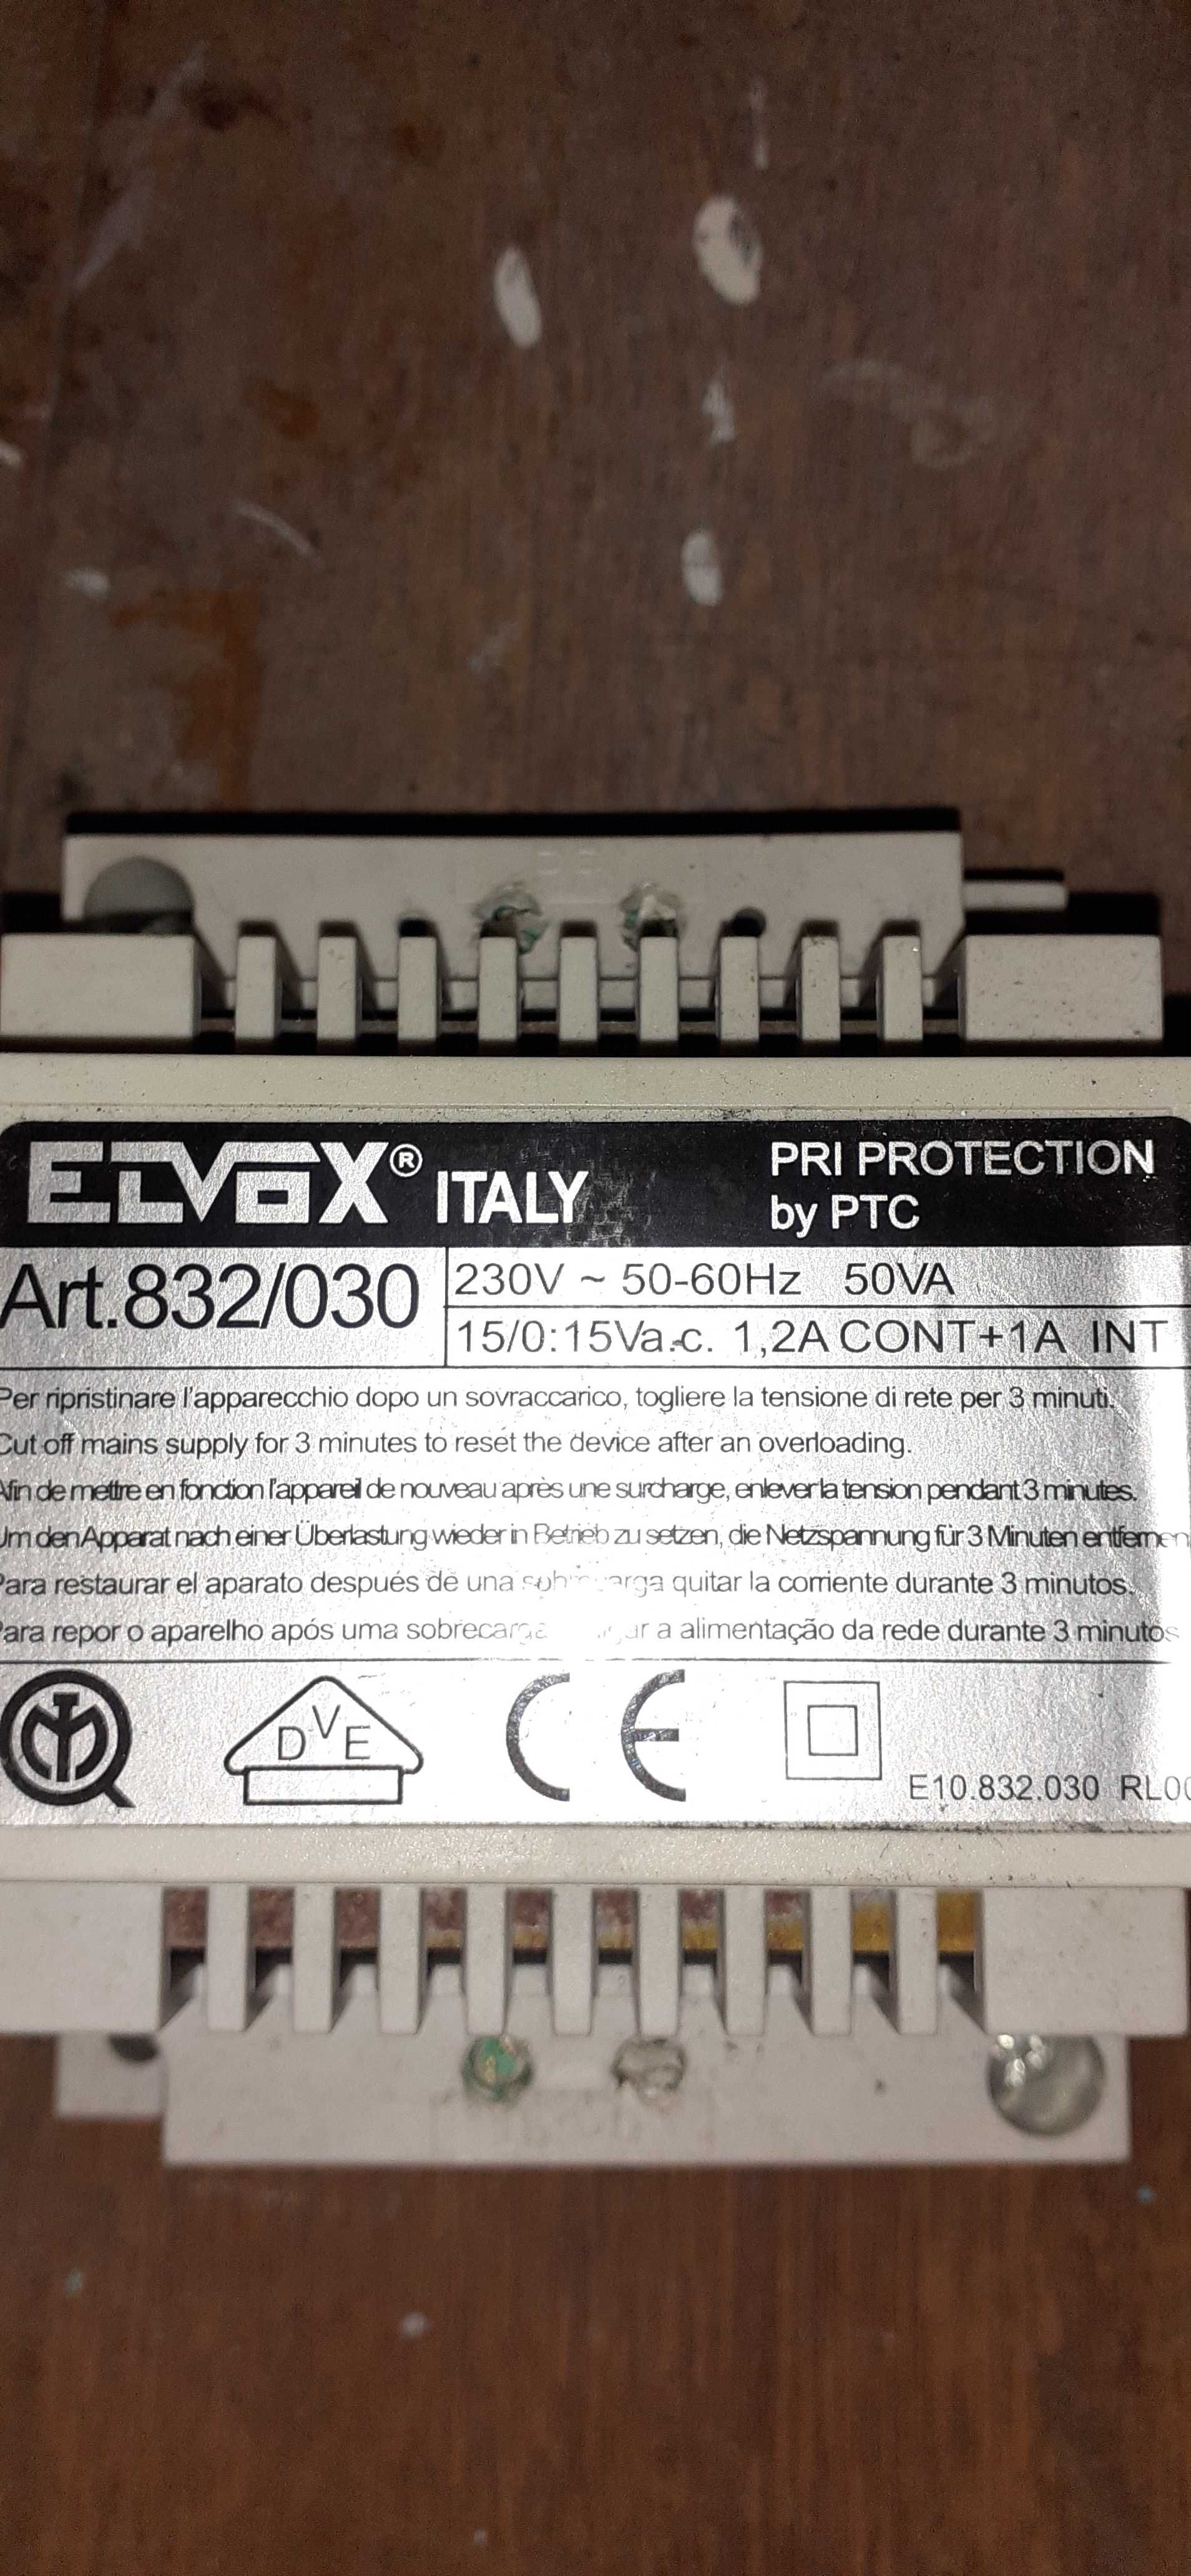 ELVOX® ITALY
PRI PROTECTION
by PTC
Art.832/030
230V ~ 50-60Hz 50VA
15/0:15Va.c. 1,2A CONT+1A INT
Per ripristinare l'apparecchio dopo un sovraccarico, togliere la tensione di rete per 3 minuti.
Cut off mains supply for 3 minutes to reset the device after an overloading.
Afin de mettre en fonction l'appareil de nouveau après une surcharge, enlever la tension pendant 3 minutes.
Um den Apparat nach einer Überlastung wieder in Betrieb zu setzen, die Netzspannung für 3 Minuten entfernen
Para restaurar el aparato después de una sobrecarga quitar la corriente durante 3 minutos.
Para repor o aparelho após uma sobrecarga a alimentação da rede durante 3 minutos
DVE
CE
E10.832.030 RL00